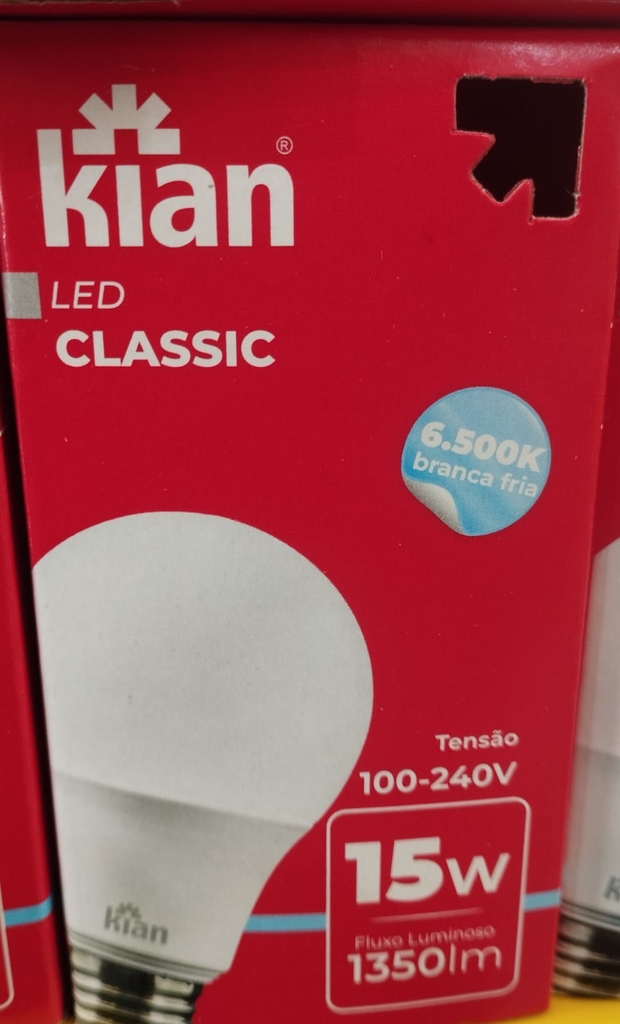 kian®
LED
CLASSIC
6.500K
branca fria
Tensão
100-240V
15W
Fluxo Luminoso
1350lm
kian